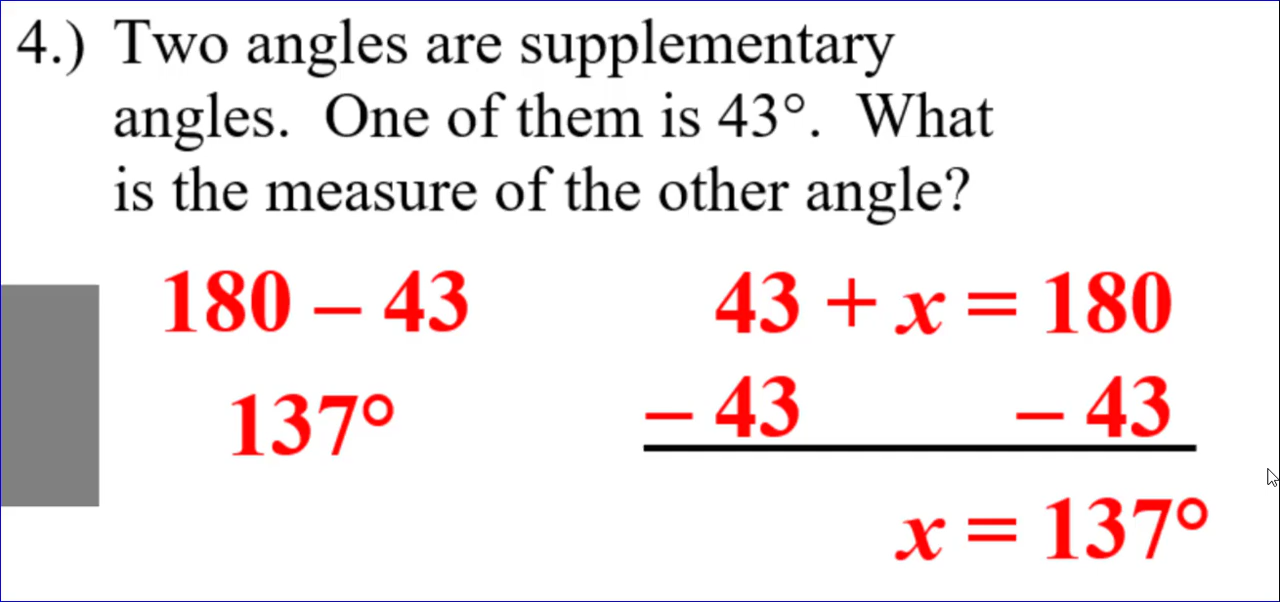 4.) Two angles are supplementary
angles. One of them is 43°. What
is the measure of the other angle?
180 – 43
137°
43 + x = 180
– 43 – 43
x = 137°